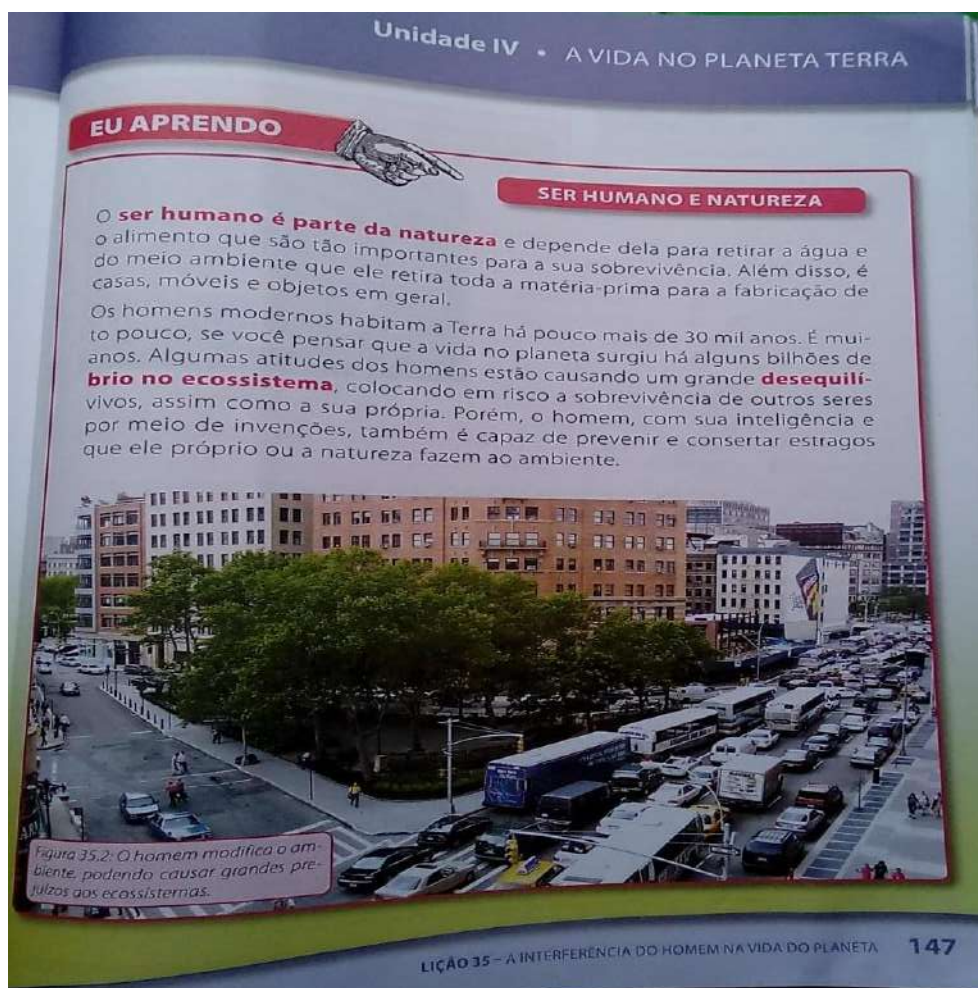 Unidade IV • A VIDA NO PLANETA TERRA
EU APRENDO
SER HUMANO E NATUREZA
O ser humano é parte da natureza e depende dela para retirar a água e
o alimento que são tão importantes para a sua sobrevivência. Além disso, é
do meio ambiente que ele retira toda a matéria-prima para a fabricação de
casas, móveis e objetos em geral.
Os homens modernos habitam a Terra há pouco mais de 30 mil anos. É mui-
to pouco, se você pensar que a vida no planeta surgiu há alguns bilhões de
anos. Algumas atitudes dos homens estão causando um grande desequilí-
brio no ecossistema, colocando em risco a sobrevivência de outros seres
vivos, assim como a sua própria. Porém, o homem, com sua inteligência e
por meio de invenções, também é capaz de prevenir e consertar estragos
que ele próprio ou a natureza fazem ao ambiente.
Figura 35.2: O homem modifica o am-
biente, podendo causar grandes pre-
juízos aos ecossistemas.
LIÇÃO 35 – A INTERFERÊNCIA DO HOMEM NA VIDA DO PLANETA 147